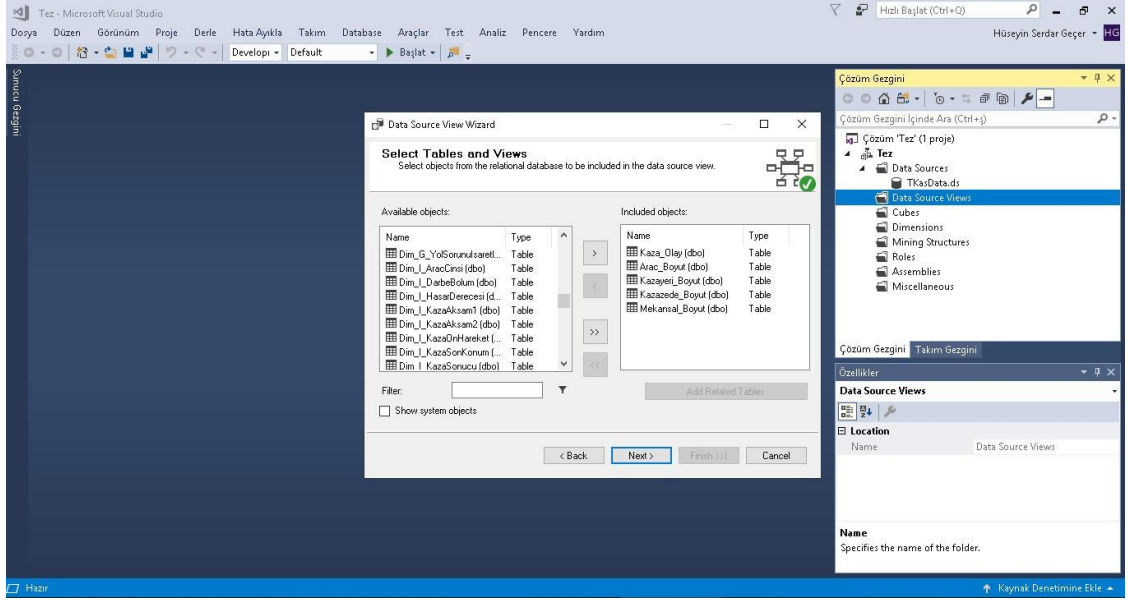 Tez - Microsoft Visual Studio
Hızlı Başlat (Ctrl+Q)
Dosya Düzen Görünüm Proje Derle Hata Ayıkla Takım Database Araçlar Test Analiz Pencere Yardım
Hüseyin Serdar Geçer HG
Developı Default Başlat
Sunucu Gezgini
Data Source View Wizard
Select Tables and Views
Select objects from the relational database to be included in the data source view.
Available objects:
Name Type
Dim_G_YolSorunuIsaretl... Table
Dim_I_AracCinsi (dbo) Table
Dim_I_DarbeBolum (dbo) Table
Dim_I_HasarDerecesi (d... Table
Dim_I_KazaAksam1 (dbo) Table
Dim_I_KazaAksam2 (dbo) Table
Dim_I_KazaOnHareket (... Table
Dim_I_KazaSonKonum (... Table
Dim_I_KazaSonucu (dbo) Table
>
<
>>
<<
Included objects:
Name Type
Kaza_Olay (dbo) Table
Arac_Boyut (dbo) Table
Kazayeri_Boyut (dbo) Table
Kazazede_Boyut (dbo) Table
Mekansal_Boyut (dbo) Table
Filter:
Add Related Tables
Show system objects
< Back Next > Finish >>| Cancel
Çözüm Gezgini
Çözüm Gezgini İçinde Ara (Ctrl+ş)
Çözüm 'Tez' (1 proje)
Tez
Data Sources
TKasData.ds
Data Source Views
Cubes
Dimensions
Mining Structures
Roles
Assemblies
Miscellaneous
Çözüm Gezgini Takım Gezgini
Özellikler
Data Source Views
Location
Name Data Source Views
Name
Specifies the name of the folder.
Hazır
Kaynak Denetimine Ekle